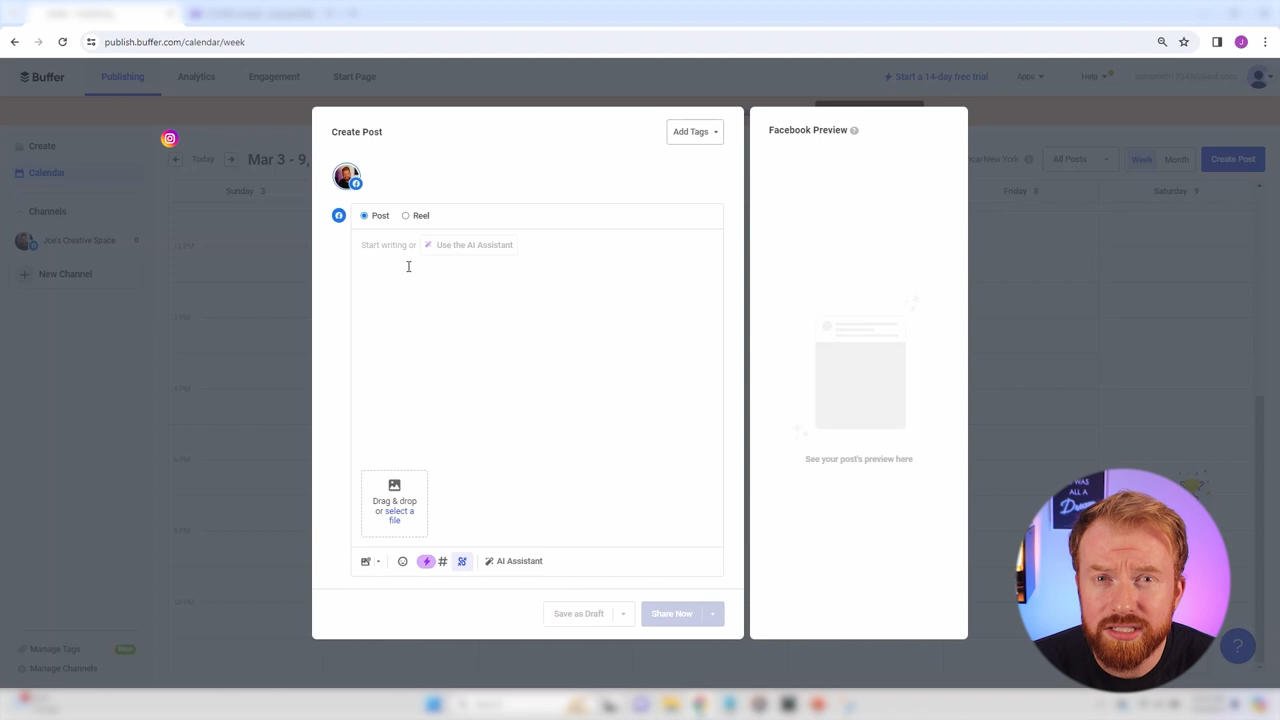 publish.buffer.com/calendar/week
J
Buffer
Publishing
Analytics
Engagement
Start Page
Start a 14-day free trial
Apps
Help
Create
Calendar
Channels
Joe's Creative Space
0
New Channel
Manage Tags
New
Manage Channels
Today
Mar 3 - 9,
Sunday 3
Create Post
Add Tags
Post
Reel
Start writing or
Use the AI Assistant
Drag & drop
or select a
file
AI Assistant
Save as Draft
Share Now
Facebook Preview
See your post's preview here
All Posts
Week
Month
Create Post
Friday 8
Saturday 9
WAS
ALL A
Dream
?